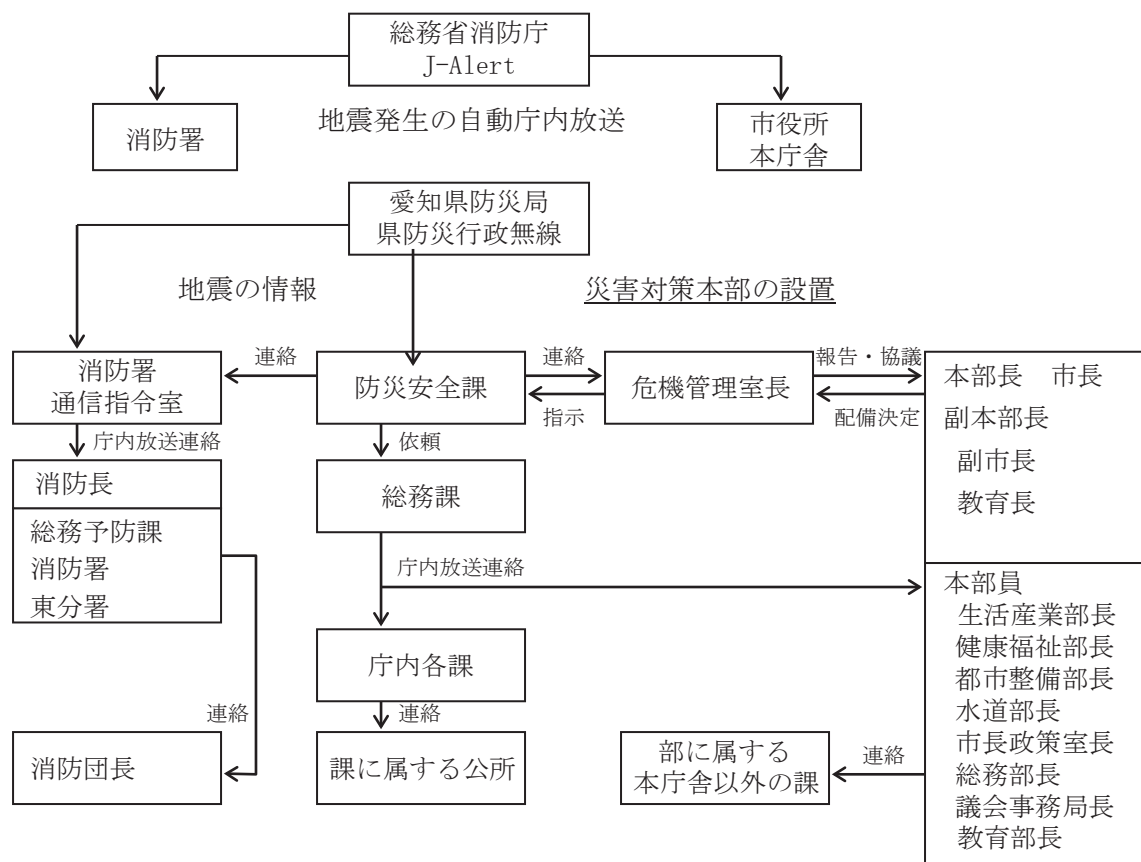 総務省消防庁
J-Alert
消防署
地震発生の自動庁内放送
市役所
本庁舎
愛知県防災局
県防災行政無線
地震の情報
災害対策本部の設置
消防署
通信指令室
連絡
防災安全課
連絡
指示
危機管理室長
報告・協議
配備決定
本部長 市長
副本部長
副市長
教育長
庁内放送連絡
依頼
消防長
総務予防課
消防署
東分署
総務課
庁内放送連絡
本部員
生活産業部長
健康福祉部長
都市整備部長
水道部長
市長政策室長
総務部長
議会事務局長
教育部長
庁内各課
連絡
連絡
消防団長
課に属する公所
部に属する
本庁舎以外の課
連絡